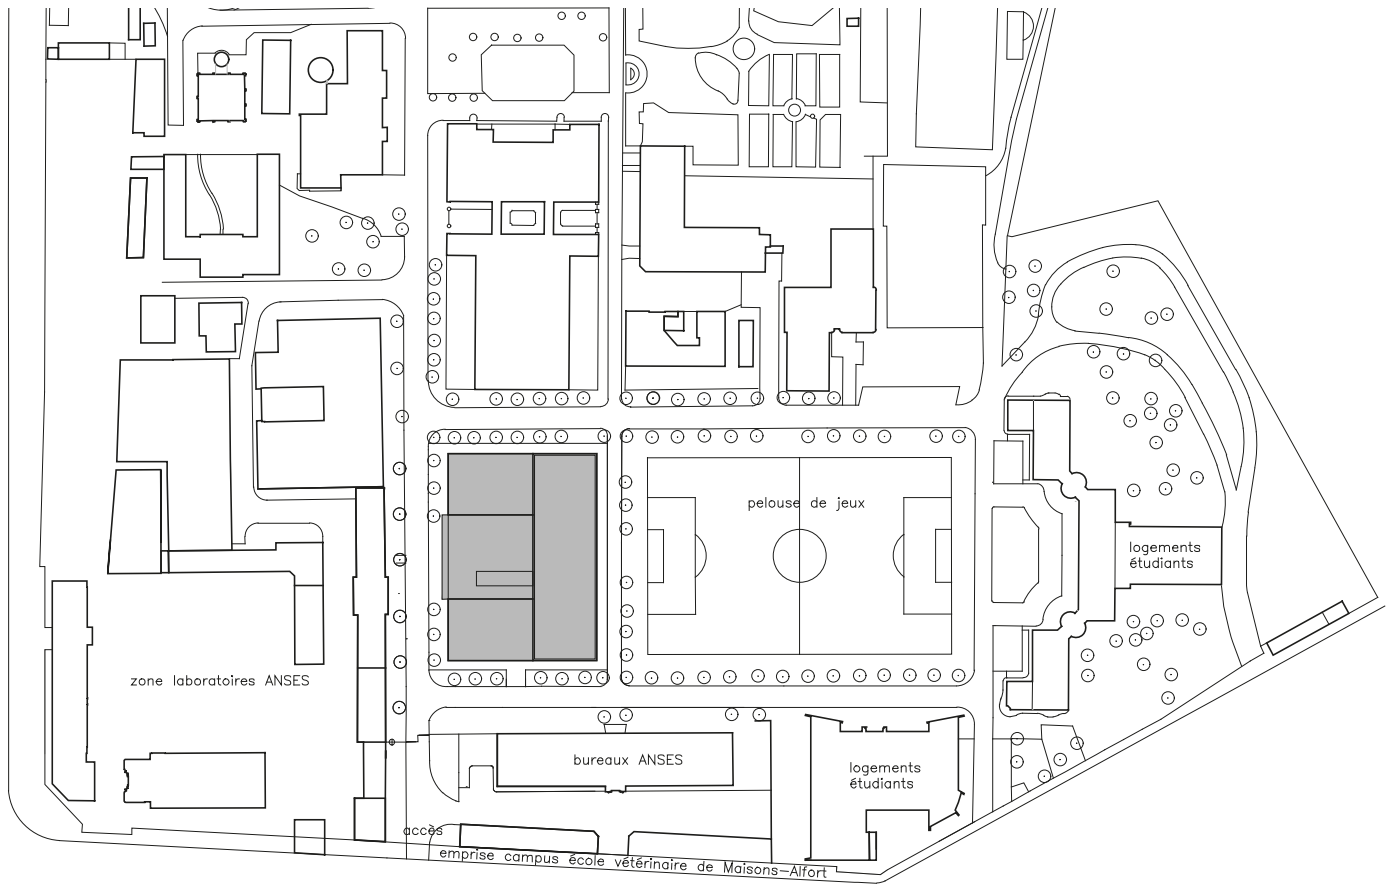 pelouse de jeux
logements
étudiants
zone laboratoires ANSES
bureaux ANSES
logements
étudiants
accès
emprise campus école vétérinaire de Maisons-Alfort